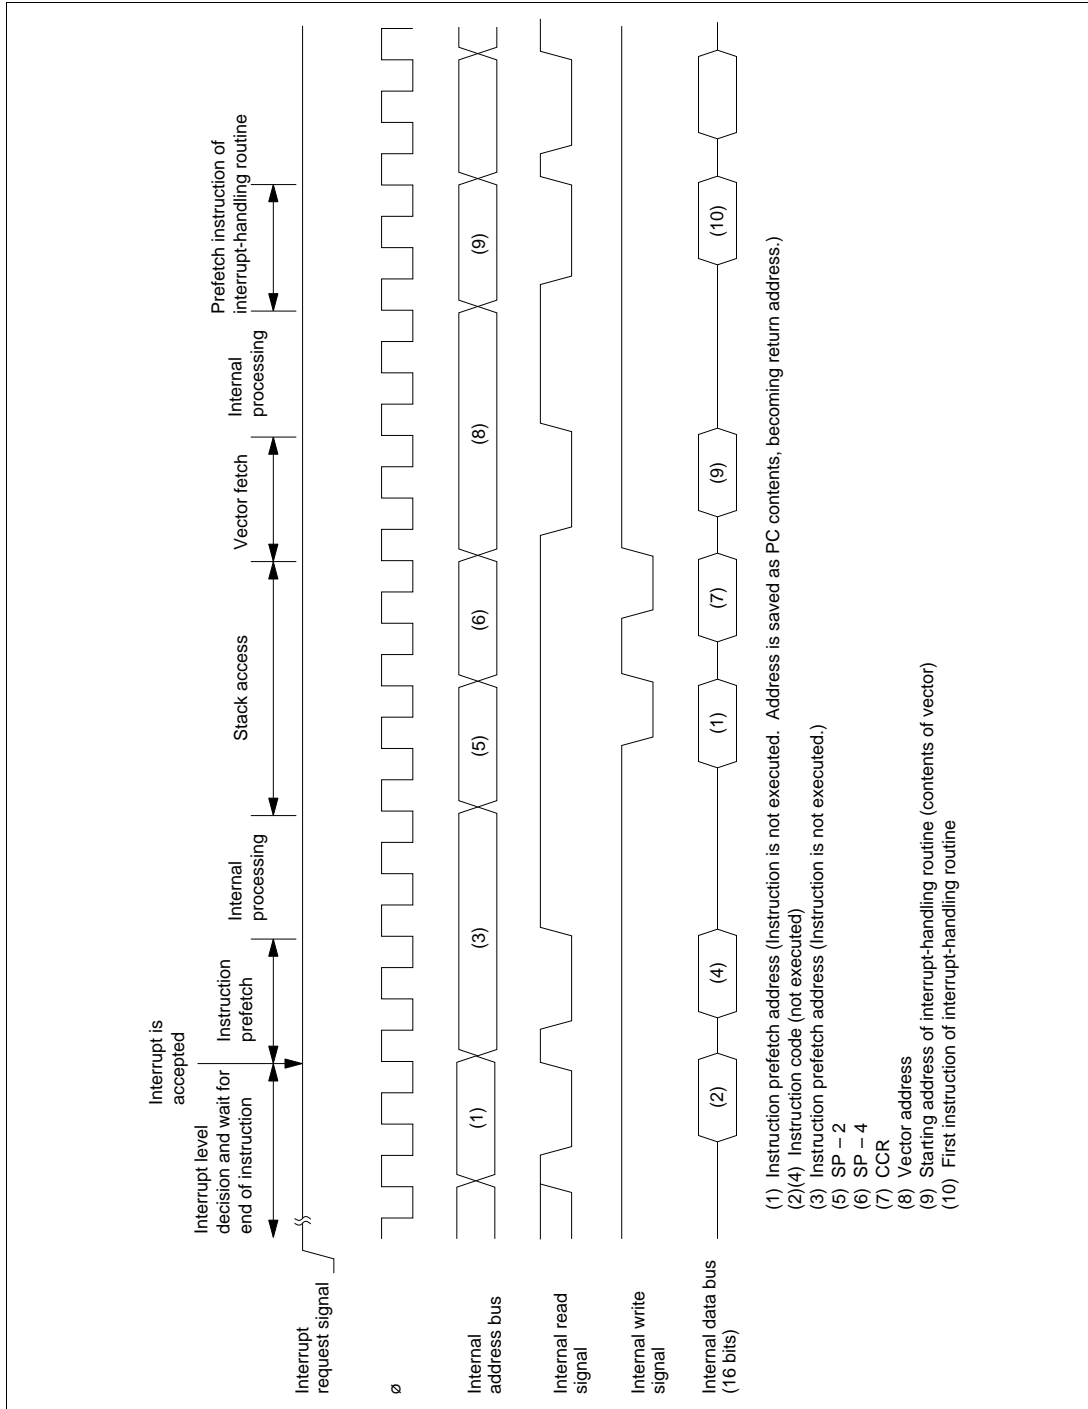 Interrupt is
accepted
Interrupt level
decision and wait for
end of instruction
Instruction
prefetch
Internal
processing
Stack access
Vector fetch
Internal
processing
Prefetch instruction of
interrupt-handling routine
Interrupt
request signal
ø
Internal
address bus
(1)
(3)
(5)
(6)
(8)
(9)
Internal read
signal
Internal write
signal
Internal data bus
(16 bits)
(2)
(4)
(1)
(7)
(9)
(10)
(1) Instruction prefetch address (Instruction is not executed. Address is saved as PC contents, becoming return address.)
(2)(4) Instruction code (not executed)
(3) Instruction prefetch address (Instruction is not executed.)
(5) SP – 2
(6) SP – 4
(7) CCR
(8) Vector address
(9) Starting address of interrupt-handling routine (contents of vector)
(10) First instruction of interrupt-handling routine